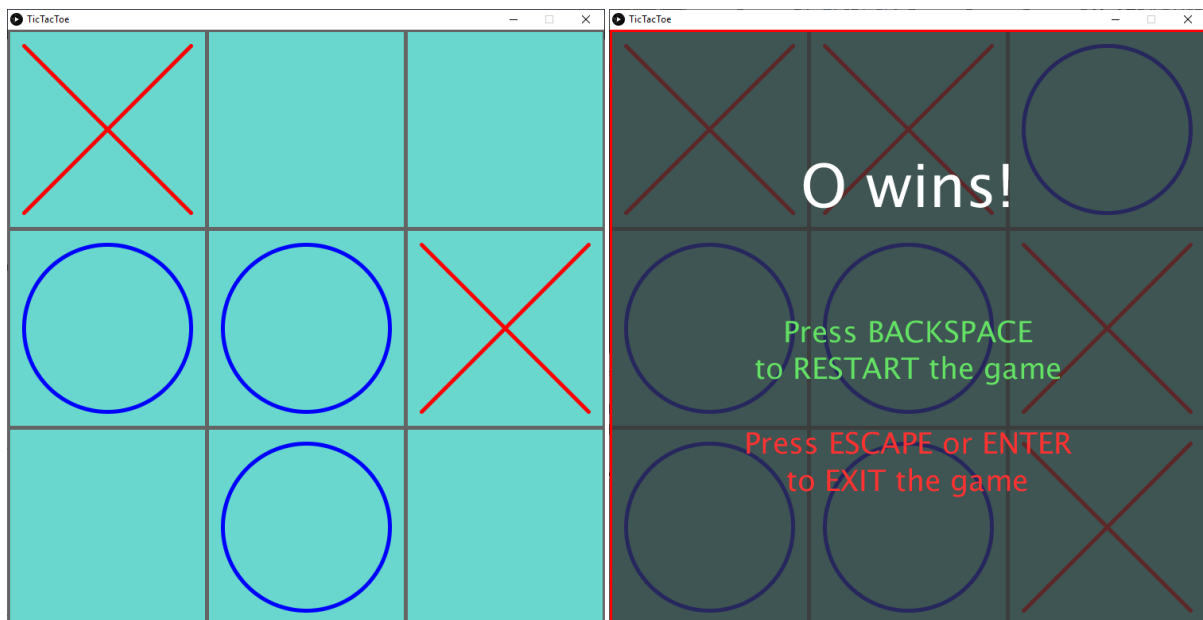 TicTacToe
TicTacToe
O wins!
Press BACKSPACE
to RESTART the game
Press ESCAPE or ENTER
to EXIT the game